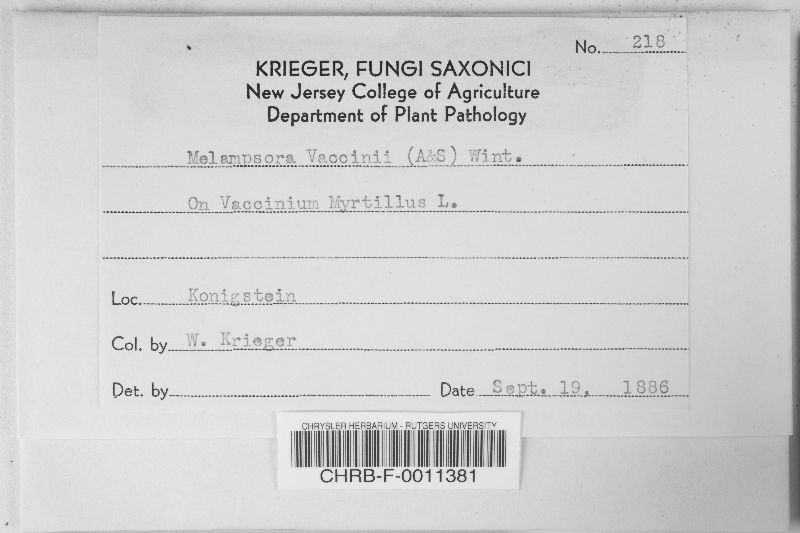 No. 218
KRIEGER, FUNGI SAXONICI
New Jersey College of Agriculture
Department of Plant Pathology
Melampsora Vaccinii (A&S) Wint.
On Vaccinium Myrtillus L.
Loc. Konigstein
Col. by W. Krieger
Det. by Date Sept. 19, 1886
CHRYSLER HERBARIUM - RUTGERS UNIVERSITY
CHRB-F-0011381